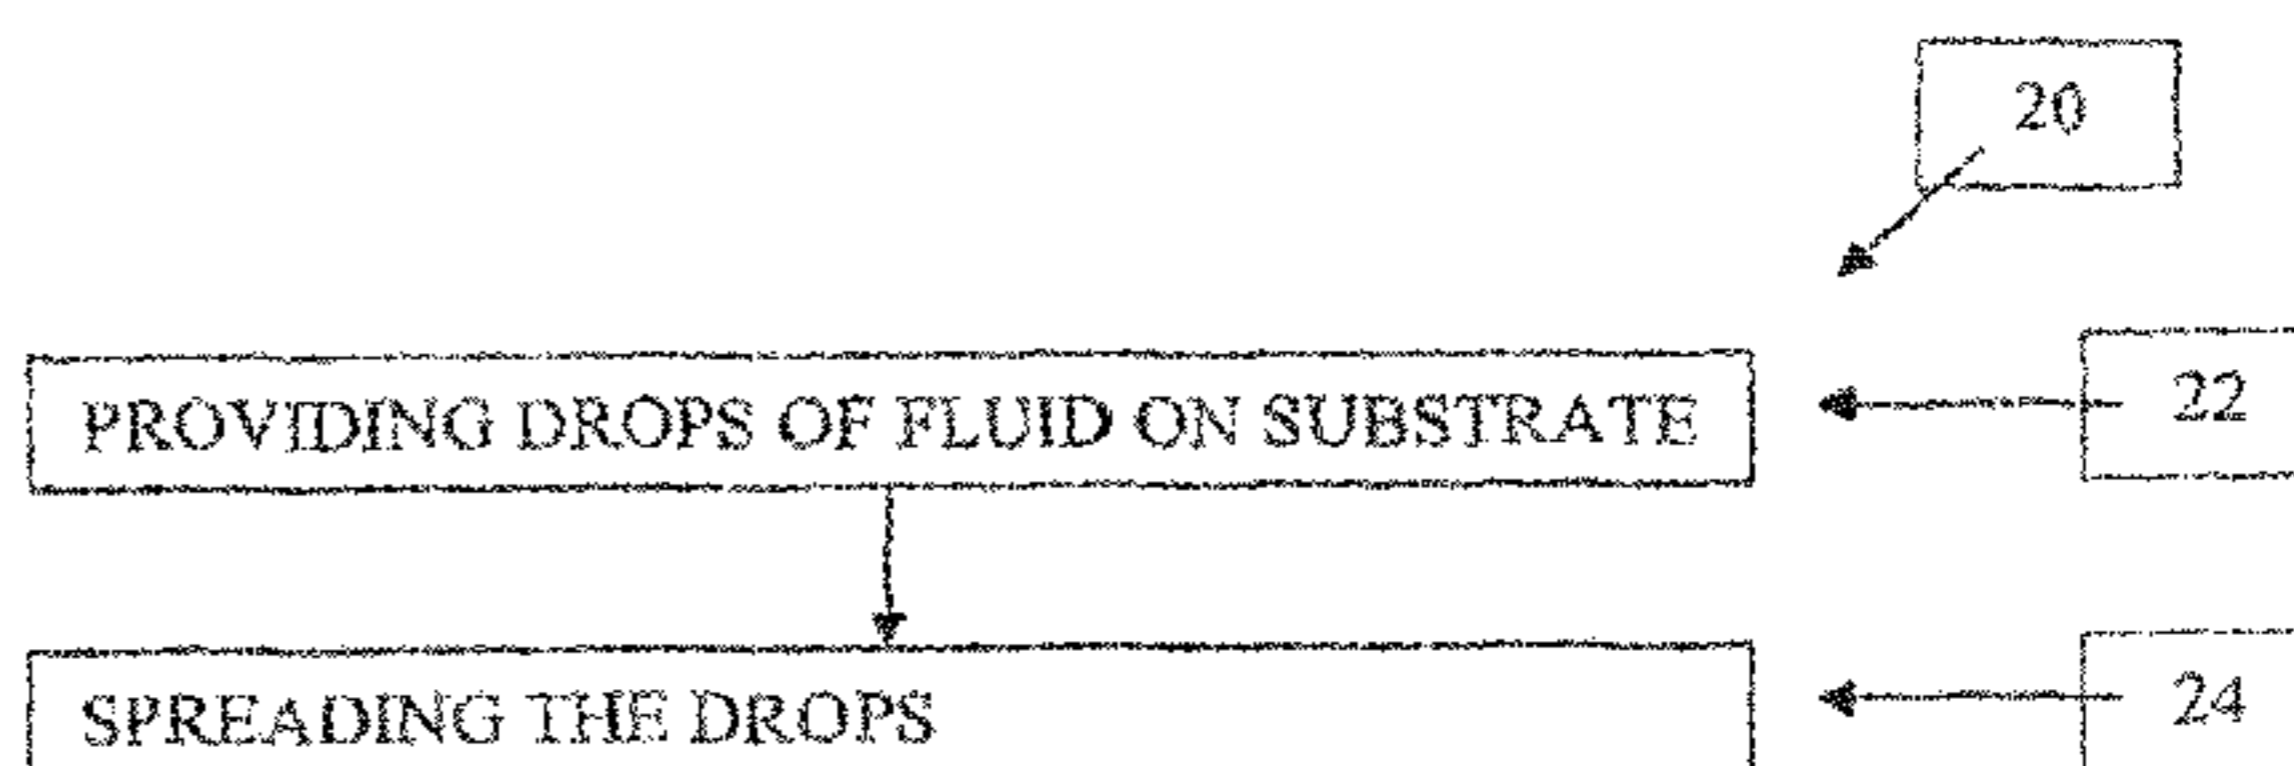 20
PROVIDING DROPS OF FLUID ON SUBSTRATE
22
SPREADING THE DROPS
24